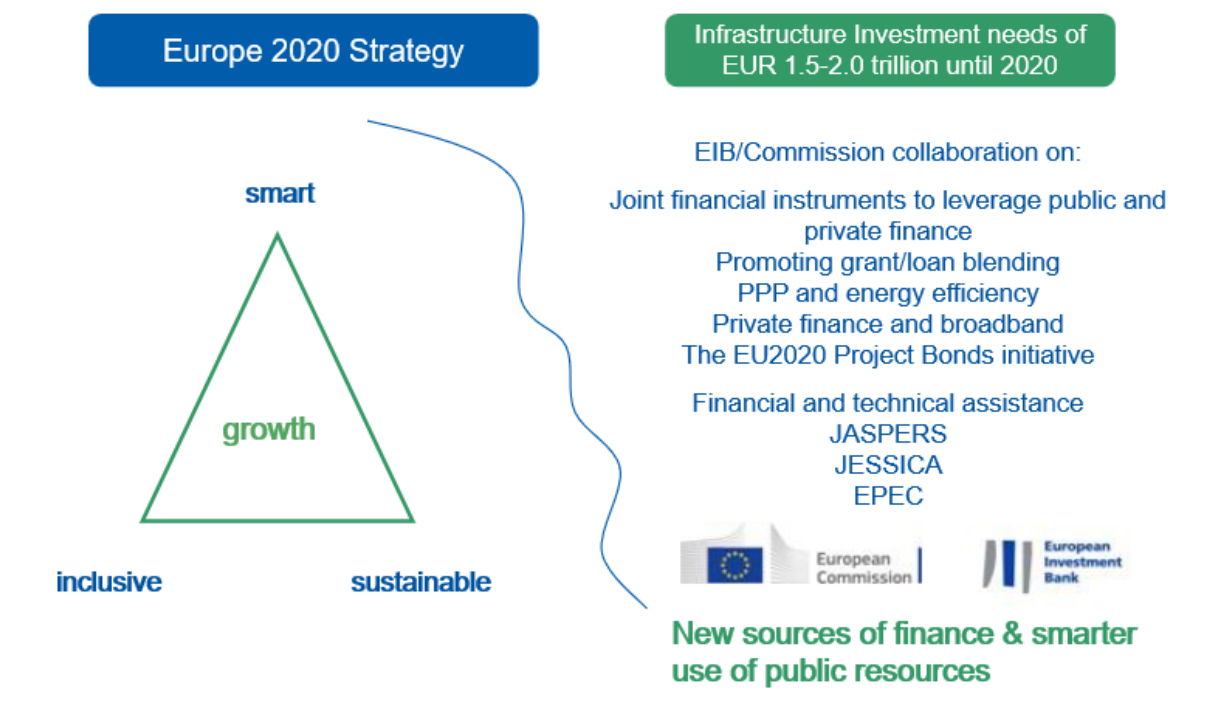 Europe 2020 Strategy
smart
growth
inclusive
sustainable
Infrastructure Investment needs of
EUR 1.5-2.0 trillion until 2020
EIB/Commission collaboration on:
Joint financial instruments to leverage public and
private finance
Promoting grant/loan blending
PPP and energy efficiency
Private finance and broadband
The EU2020 Project Bonds initiative
Financial and technical assistance
JASPERS
JESSICA
EPEC
European
Commission
European
Investment
Bank
New sources of finance & smarter
use of public resources